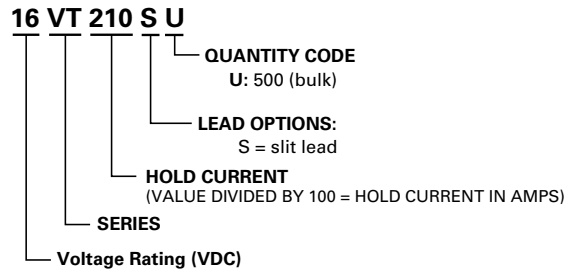 16 VT 210 S U
QUANTITY CODE
U: 500 (bulk)
LEAD OPTIONS:
S = slit lead
HOLD CURRENT
(VALUE DIVIDED BY 100 = HOLD CURRENT IN AMPS)
SERIES
Voltage Rating (VDC)